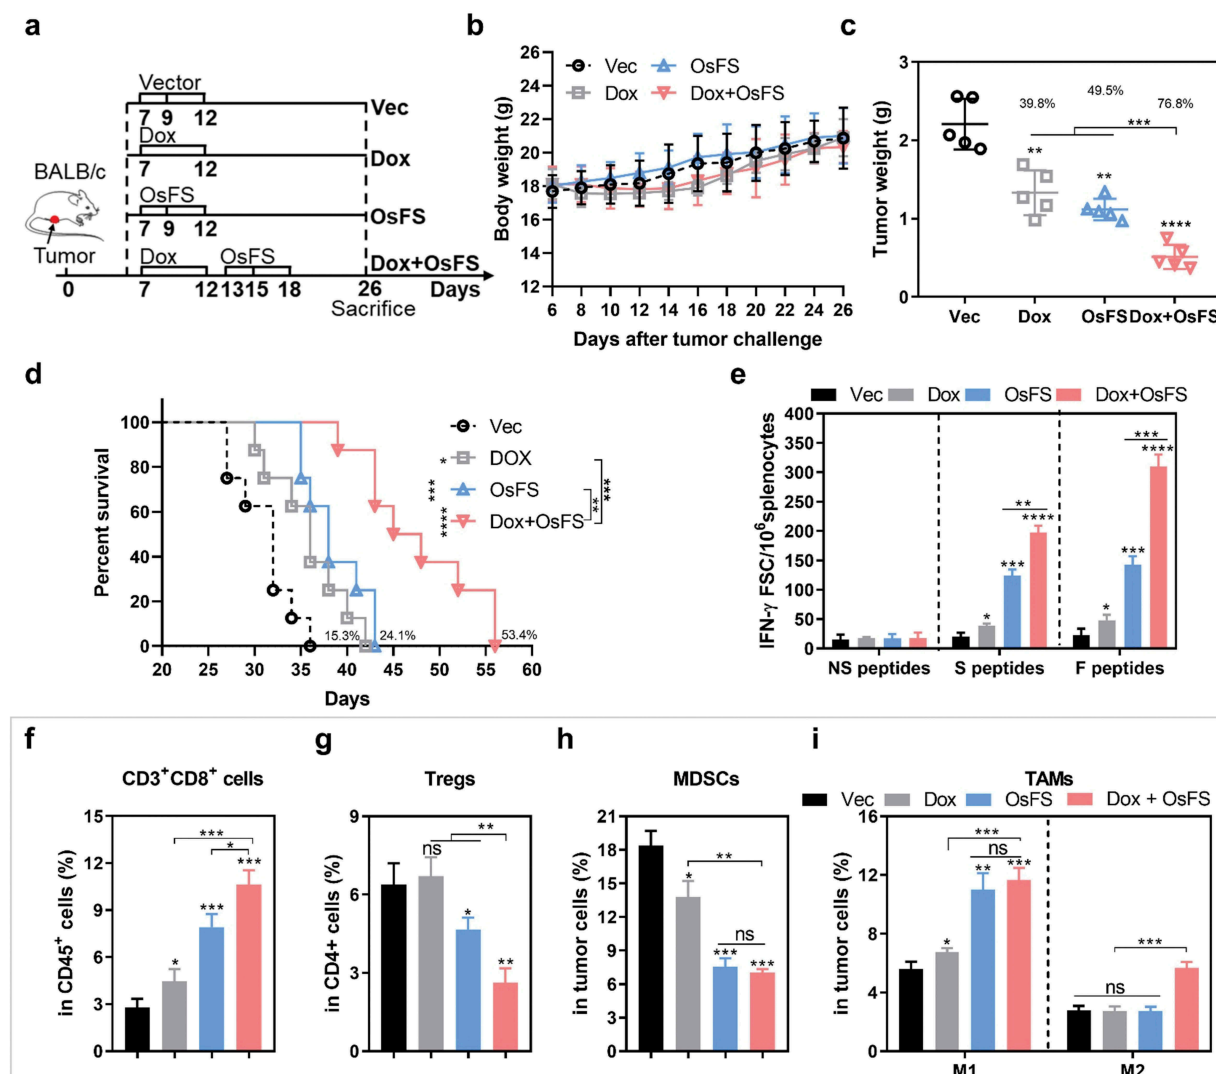 a
Vector
7 9 12
Vec
Dox
7 12
Dox
BALB/c
OsFS
7 9 12
OsFS
Tumor
Dox OsFS
Dox+OsFS
0 7 12 13 15 18 26 Days
Sacrifice
b
Vec OsFS
Dox Dox+OsFS
Body weight (g)
26
24
22
20
18
16
14
12
6 8 10 12 14 16 18 20 22 24 26
Days after tumor challenge
c
Tumor weight (g)
3
2
1
0
39.8% 49.5% 76.8%
***
** ** ****
Vec Dox OsFS Dox+OsFS
d
Percent survival
100
80
60
40
20
0
Vec
* DOX
*** OsFS
**** Dox+OsFS
**
***
15.3% 24.1% 53.4%
20 25 30 35 40 45 50 55 60
Days
e
Vec Dox OsFS Dox+OsFS
IFN-γ FSC/10⁶splenocytes
400
350
300
250
200
150
100
50
0
* *** **** **
* *** **** ***
NS peptides S peptides F peptides
f
CD3⁺CD8⁺ cells
in CD45⁺ cells (%)
15
12
9
6
3
0
***
*
* *** ***
g
Tregs
in CD4+ cells (%)
9
6
3
0
**
ns
* **
h
MDSCs
in tumor cells (%)
21
18
15
12
9
6
3
0
**
*
ns
*** ***
i
TAMs
Vec Dox OsFS Dox + OsFS
in tumor cells (%)
16
12
8
4
0
***
ns
* ** ***
***
ns
M1 M2